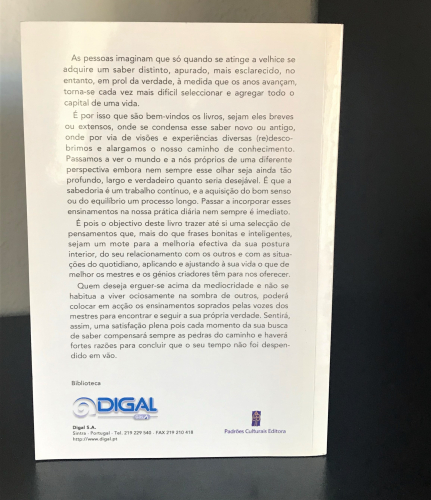 As pessoas imaginam que só quando se atinge a velhice se
adquire um saber distinto, apurado, mais esclarecido, no
entanto, em prol da verdade, à medida que os anos avançam,
torna-se cada vez mais difícil seleccionar e agregar todo o
capital de uma vida.
É por isso que são bem-vindos os livros, sejam eles breves
ou extensos, onde se condensa esse saber novo ou antigo,
onde por via de visões e experiências diversas (re)desco-
brimos e alargamos o nosso caminho de conhecimento.
Passamos a ver o mundo e a nós próprios de uma diferente
perspectiva embora nem sempre esse olhar seja ainda tão
profundo, largo e verdadeiro quanto seria desejável. É que a
sabedoria é um trabalho contínuo, e a aquisição do bom senso
ou do equilíbrio um processo longo. Passar a incorporar esses
ensinamentos na nossa prática diária nem sempre é imediato.
É pois o objectivo deste livro trazer até si uma selecção de
pensamentos que, mais do que frases bonitas e inteligentes,
sejam um mote para a melhoria efectiva da sua postura
interior, do seu relacionamento com os outros e com as situa-
ções do quotidiano, aplicando e ajustando à sua vida o que de
melhor os mestres e os génios criadores têm para nos oferecer.
Quem deseja erguer-se acima da mediocridade e não se
habitua a viver ociosamente na sombra de outros, poderá
colocar em acção os ensinamentos soprados pelas vozes dos
mestres para encontrar e seguir a sua própria verdade. Sentirá,
assim, uma satisfação plena pois cada momento da sua busca
de saber compensará sempre as pedras do caminho e haverá
fortes razões para concluir que o seu tempo não foi despen-
dido em vão.
Biblioteca
DIGAL
Digal S.A.
Sintra - Portugal - Tel. 219 229 540 - FAX 219 210 418
http://www.digal.pt
Padrões Culturais Editora